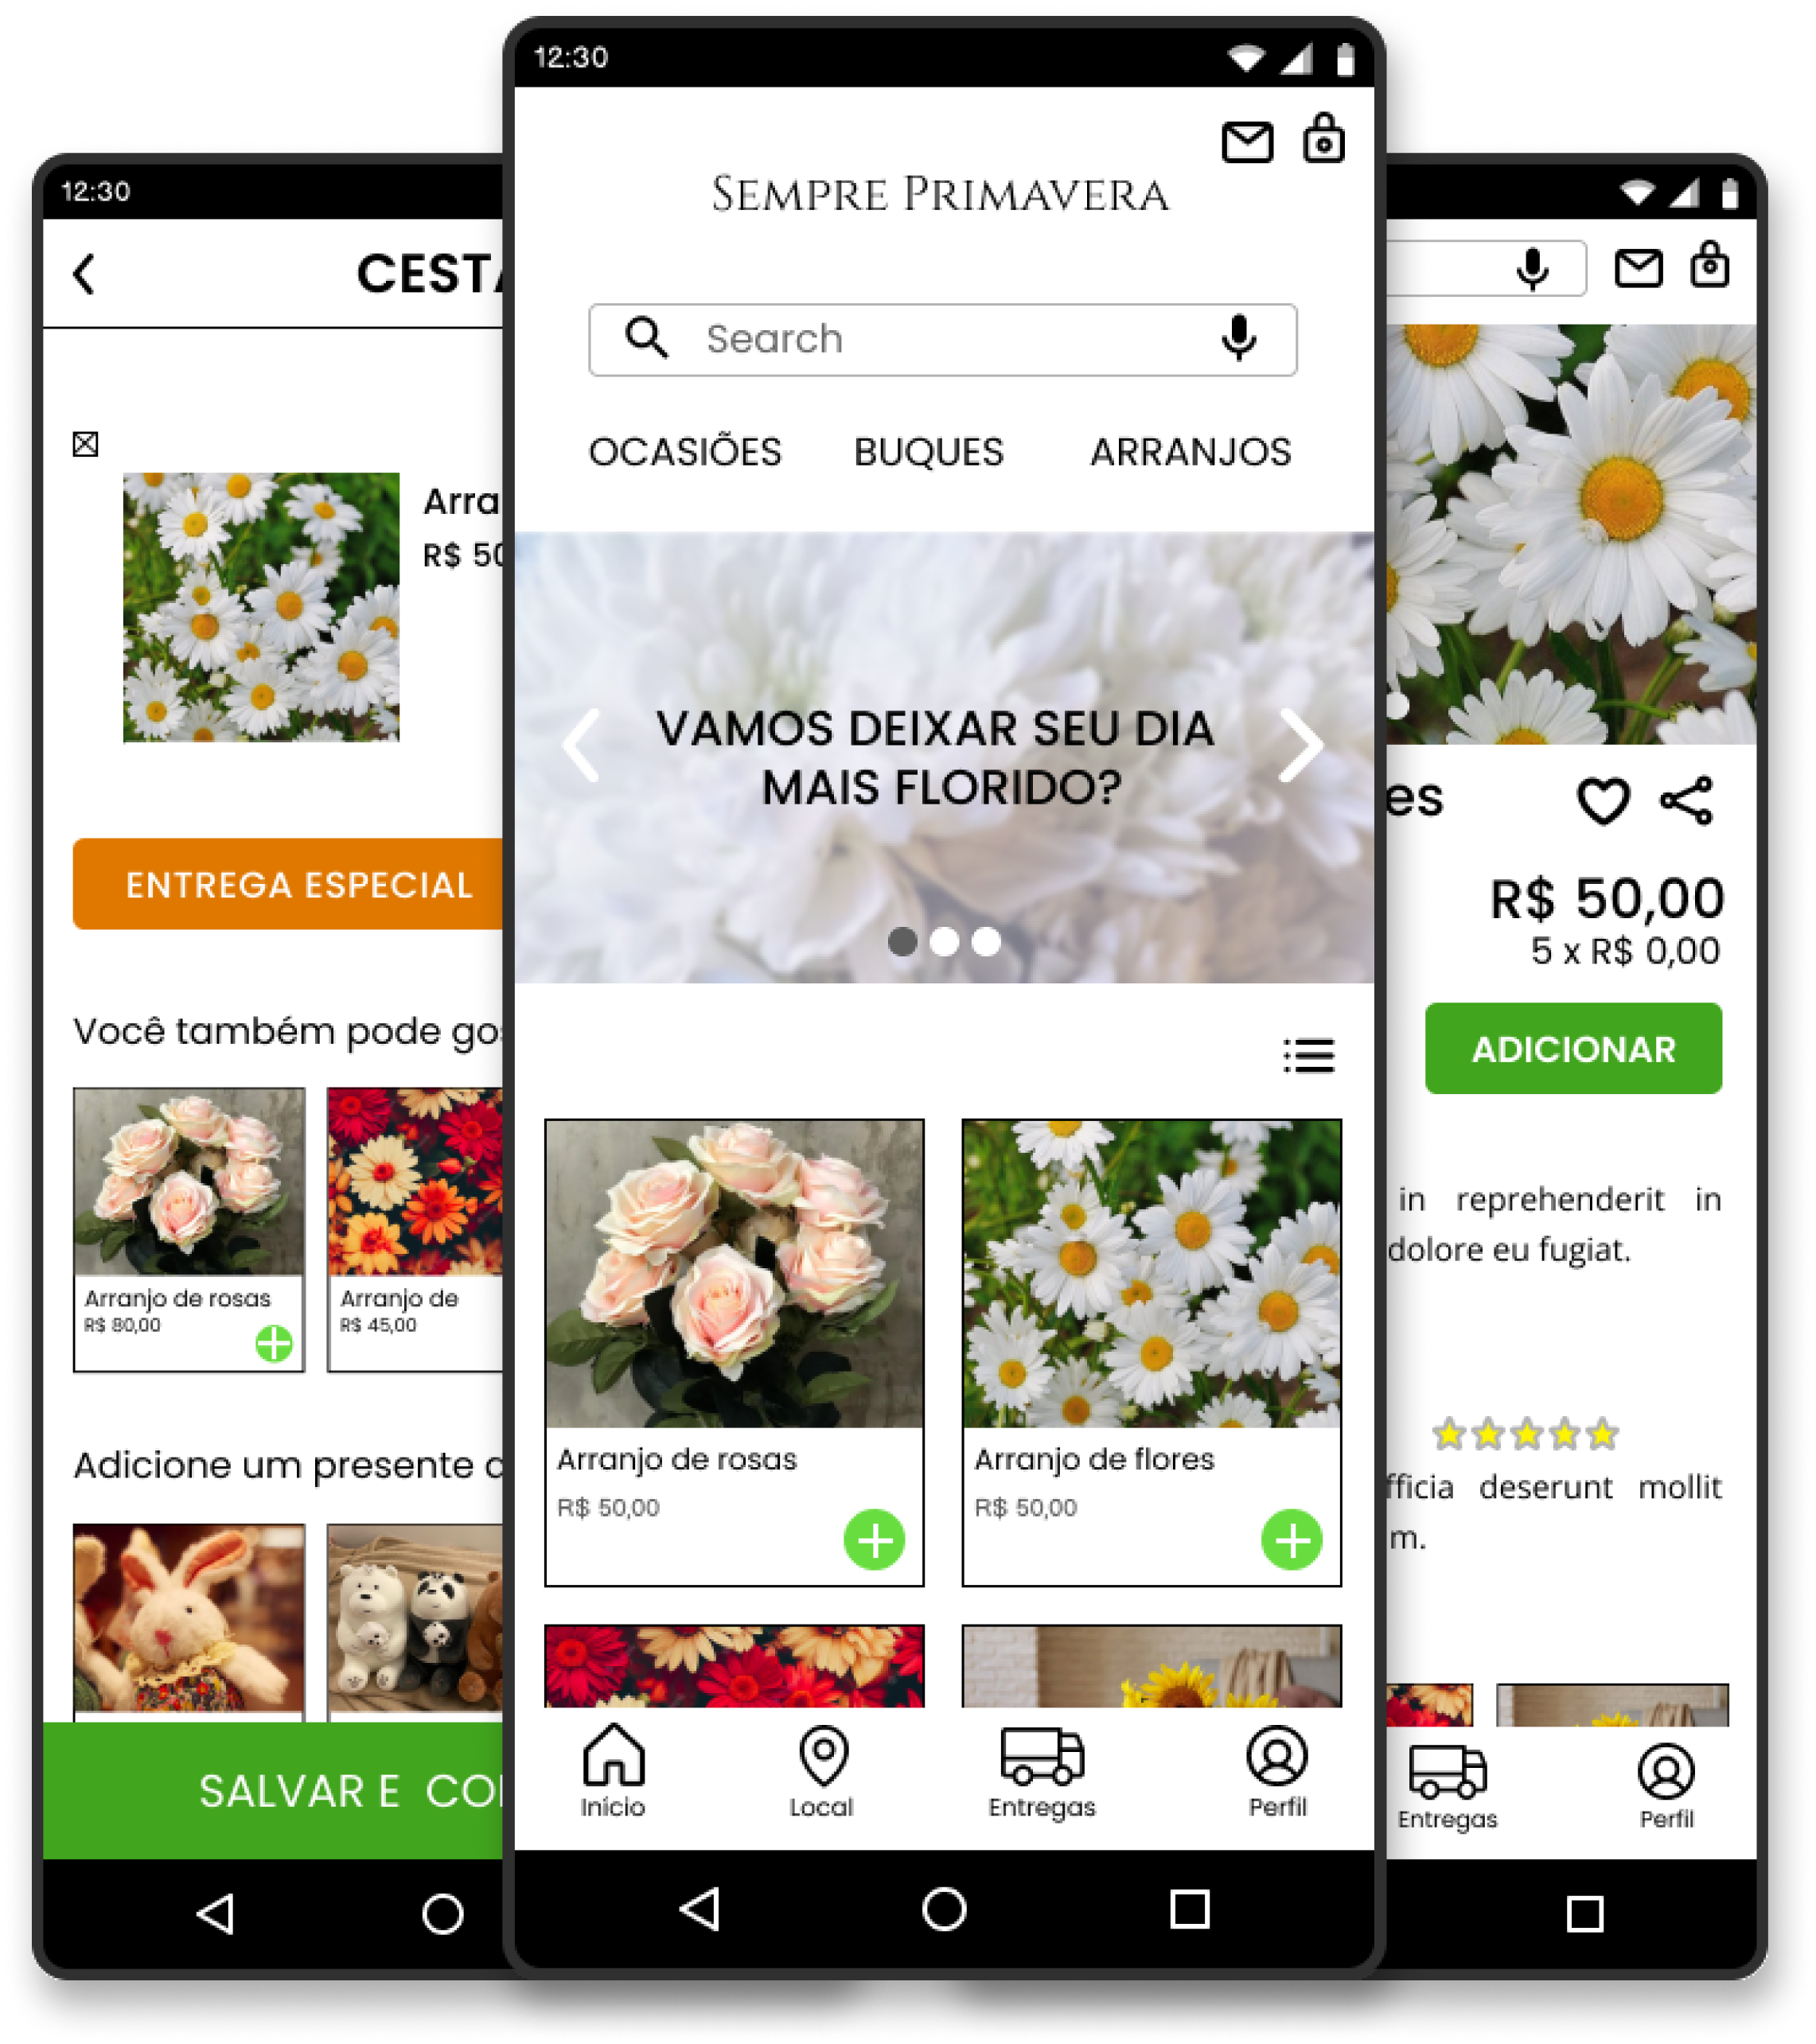 12:30
CESTA
Arra
R$ 50
ENTREGA ESPECIAL
Você também pode gos
Arranjo de rosas
R$ 80,00
Arranjo de
R$ 45,00
Adicione um presente
SALVAR E COI
12:30
SEMPRE PRIMAVERA
Search
OCASIÕES BUQUES ARRANJOS
VAMOS DEIXAR SEU DIA
MAIS FLORIDO?
Arranjo de rosas
R$ 50,00
Arranjo de flores
R$ 50,00
Início Local Entregas Perfil
es
R$ 50,00
5 x R$ 0,00
ADICIONAR
in reprehenderit in
dolore eu fugiat.
fficia deserunt mollit
m.
Entregas Perfil